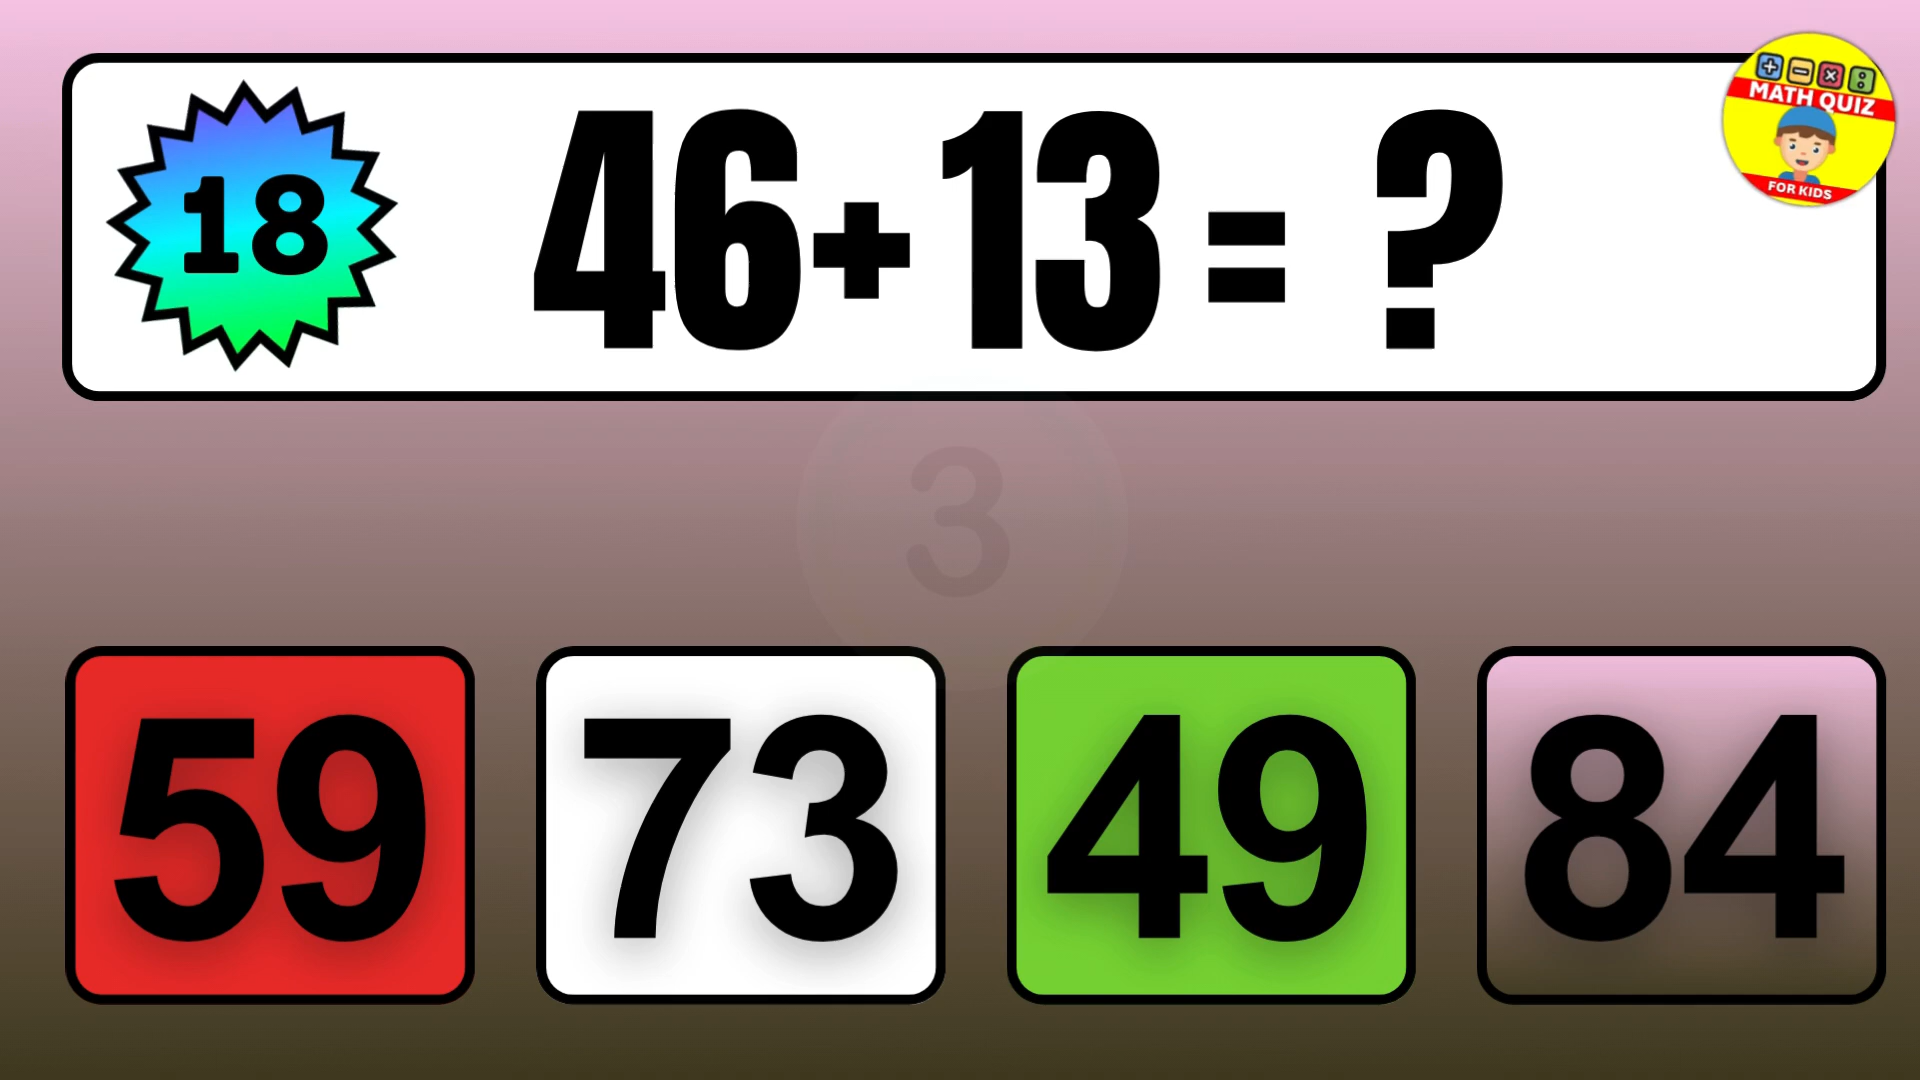 18
46+13 = ?
+ − × ÷
MATH QUIZ
FOR KIDS
3
59
73
49
84